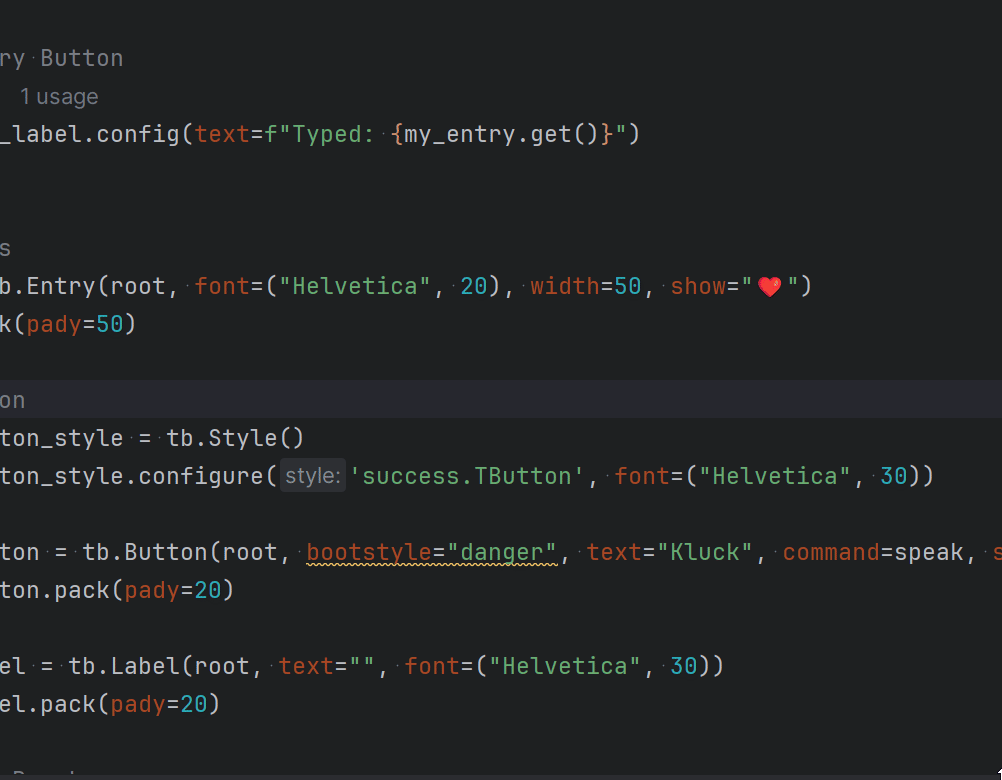 ry Button
1 usage
_label.config(text=f"Typed: {my_entry.get()}")
s
b.Entry(root, font=("Helvetica", 20), width=50, show="❤️")
k(pady=50)
on
ton_style = tb.Style()
ton_style.configure(style:'success.TButton', font=("Helvetica", 30))
ton = tb.Button(root, bootstyle="danger", text="Kluck", command=speak, s
ton.pack(pady=20)
el = tb.Label(root, text="", font=("Helvetica", 30))
el.pack(pady=20)